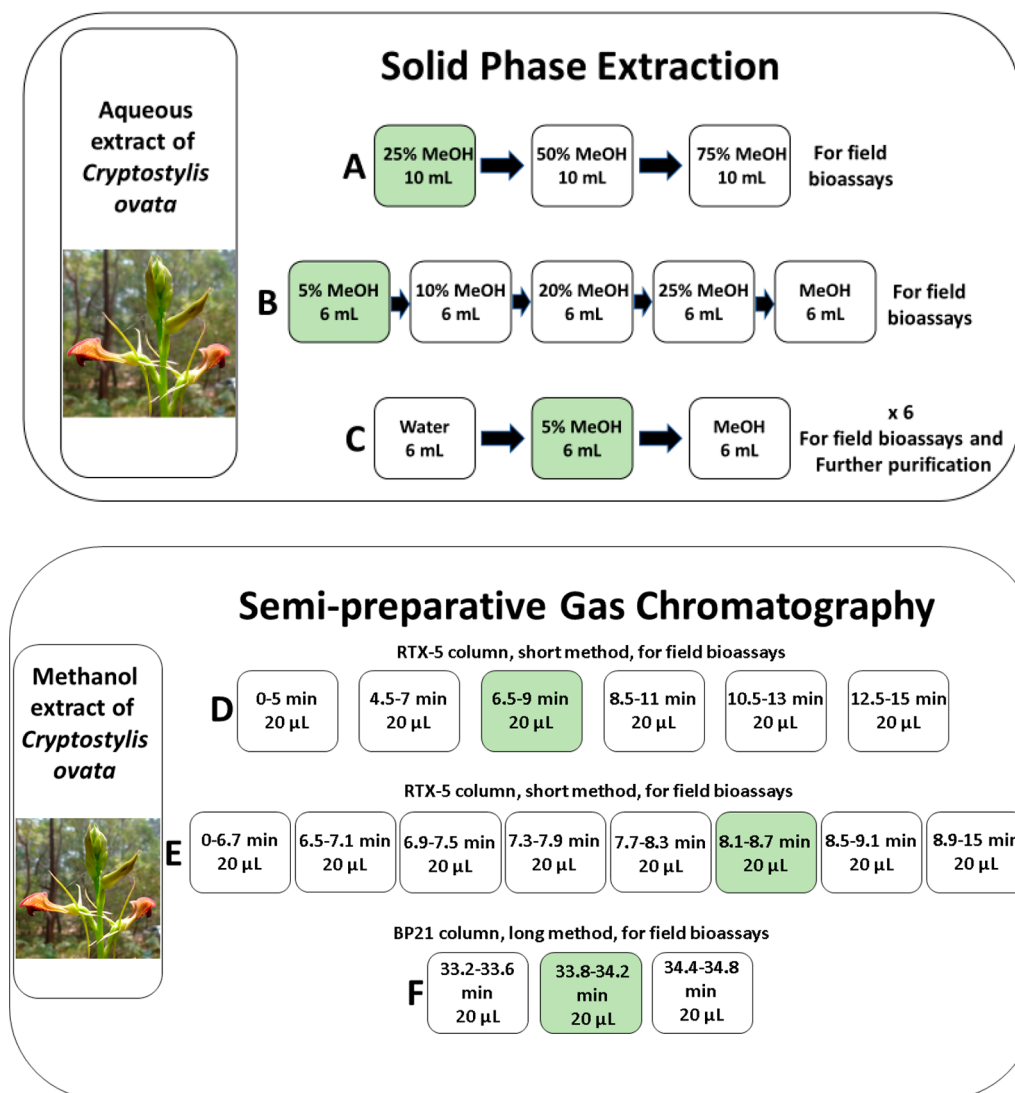 Solid Phase Extraction
Aqueous
extract of
Cryptostylis
ovata
A
25% MeOH
10 mL
50% MeOH
10 mL
75% MeOH
10 mL
For field
bioassays
B
5% MeOH
6 mL
10% MeOH
6 mL
20% MeOH
6 mL
25% MeOH
6 mL
MeOH
6 mL
For field
bioassays
C
Water
6 mL
5% MeOH
6 mL
MeOH
6 mL
x 6
For field bioassays and
Further purification
Semi-preparative Gas Chromatography
Methanol
extract of
Cryptostylis
ovata
RTX-5 column, short method, for field bioassays
D
0-5 min
20 µL
4.5-7 min
20 µL
6.5-9 min
20 µL
8.5-11 min
20 µL
10.5-13 min
20 µL
12.5-15 min
20 µL
RTX-5 column, short method, for field bioassays
E
0-6.7 min
20 µL
6.5-7.1 min
20 µL
6.9-7.5 min
20 µL
7.3-7.9 min
20 µL
7.7-8.3 min
20 µL
8.1-8.7 min
20 µL
8.5-9.1 min
20 µL
8.9-15 min
20 µL
BP21 column, long method, for field bioassays
F
33.2-33.6
min
20 µL
33.8-34.2
min
20 µL
34.4-34.8
min
20 µL